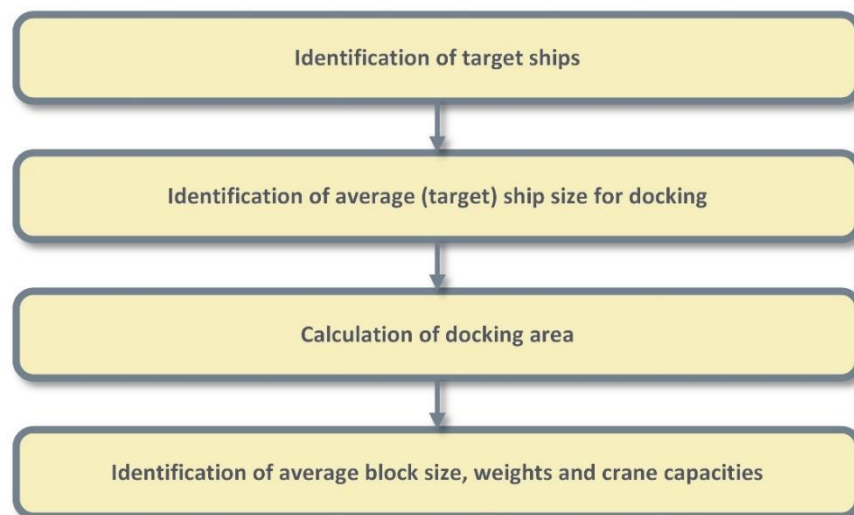 Identification of target ships
Identification of average (target) ship size for docking
Calculation of docking area
Identification of average block size, weights and crane capacities